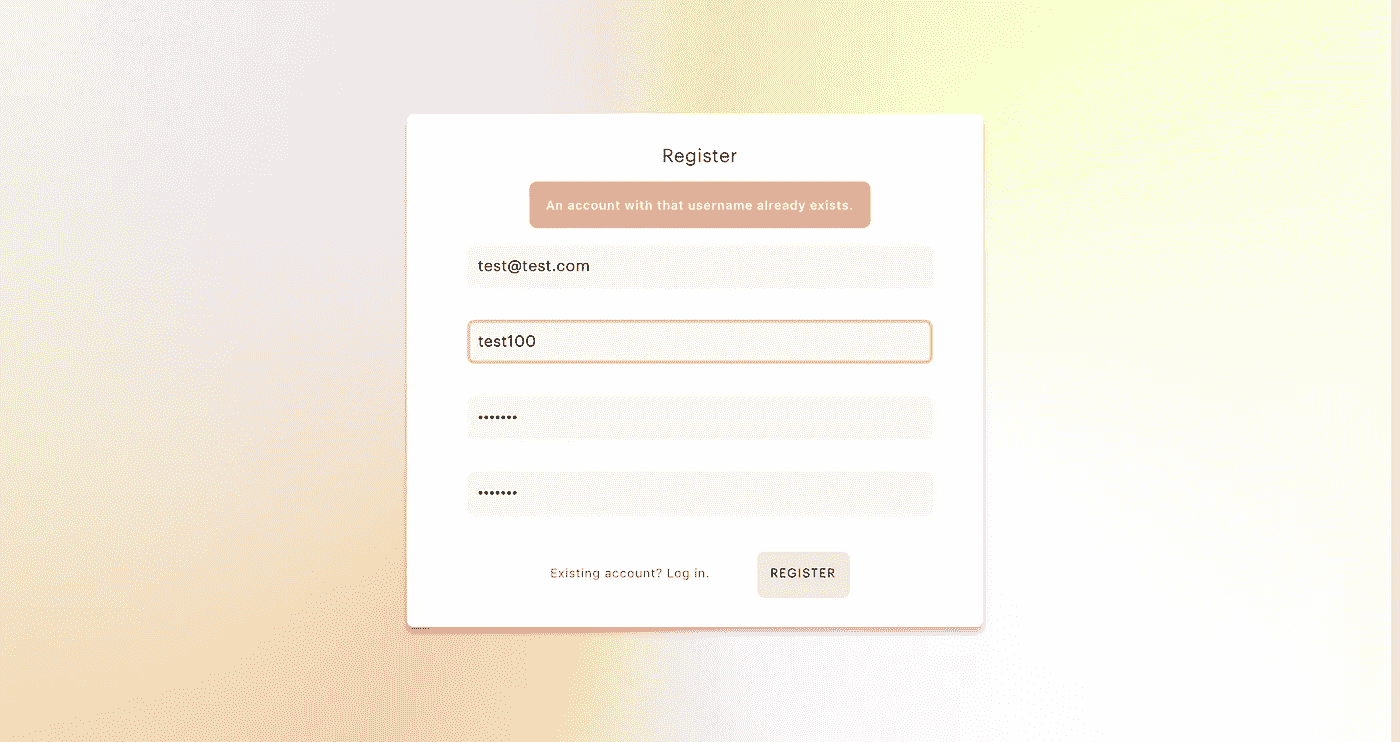 Register
An account with that username already exists.
test@test.com
test100
•••••••
•••••••
Existing account? Log in.
REGISTER